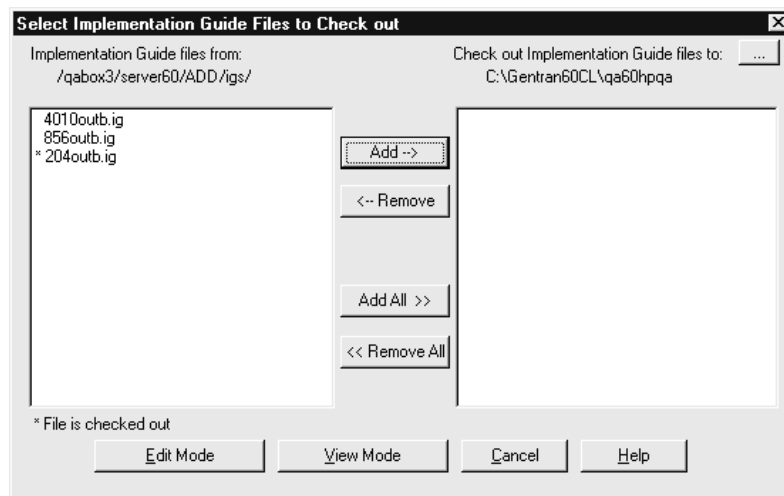 Select Implementation Guide Files to Check out
Implementation Guide files from:
/qabox3/server60/ADD/igs/
Check out Implementation Guide files to:
...
C:\Gentran60CL\qa60hpqa
4010outb.ig
856outb.ig
* 204outb.ig
Add -->
<-- Remove
Add All >>
<< Remove All
* File is checked out
Edit Mode
View Mode
Cancel
Help